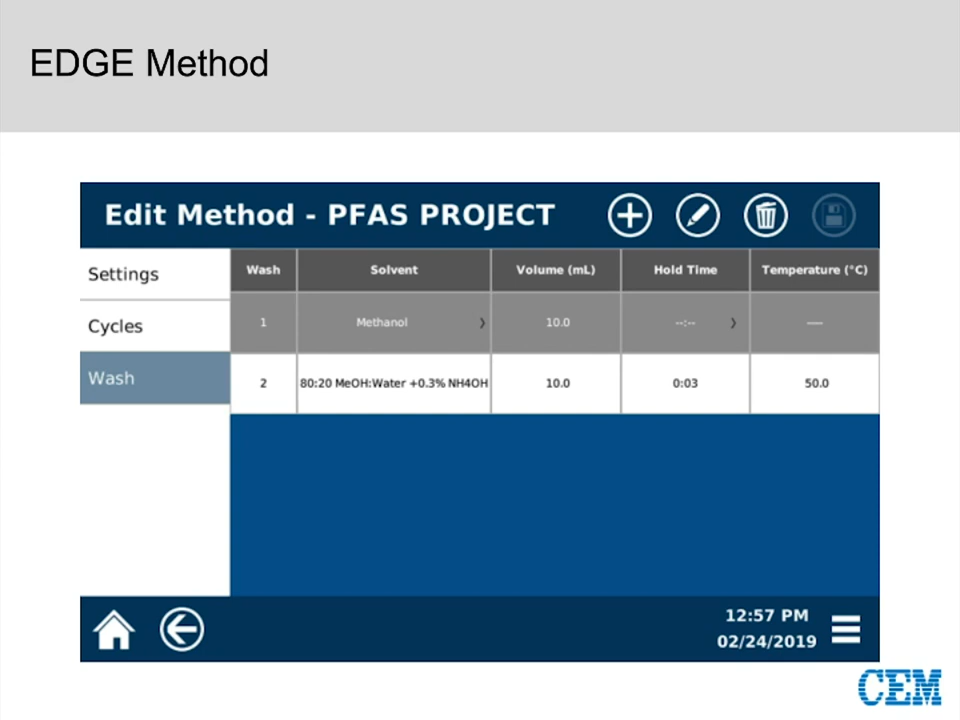 EDGE Method
Edit Method - PFAS PROJECT
Settings
Cycles
Wash
Wash Solvent Volume (mL) Hold Time Temperature (°C)
1 Methanol 10.0 --:-- ---
2 80:20 MeOH:Water +0.3% NH4OH 10.0 0:03 50.0
12:57 PM
02/24/2019
CEM